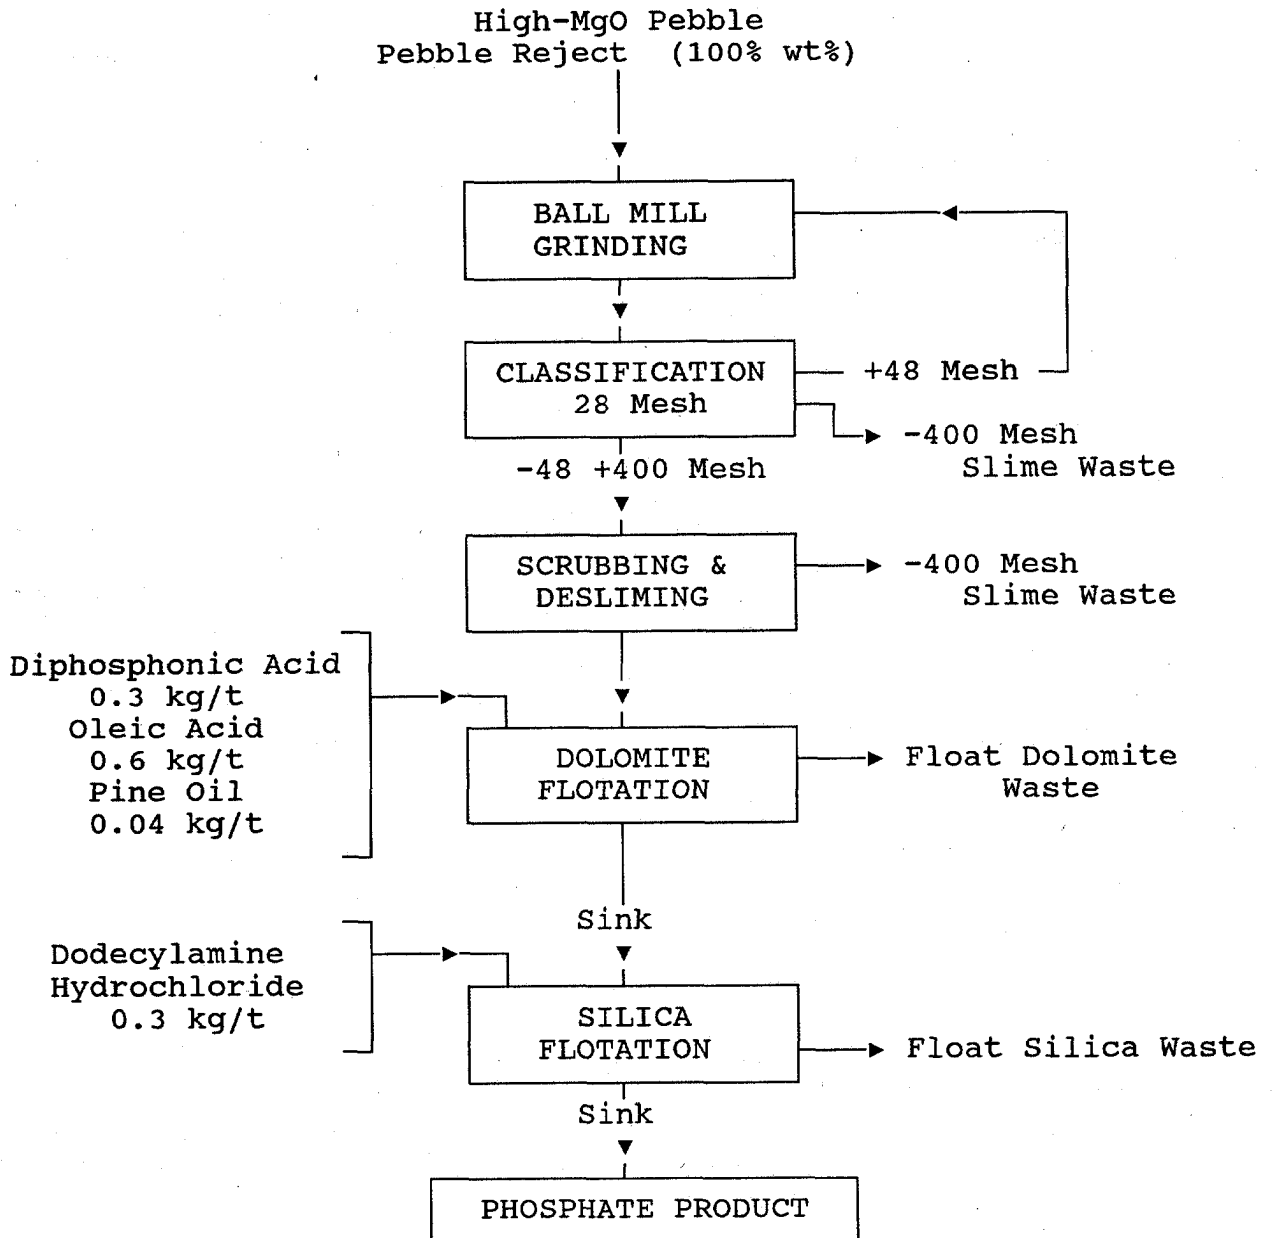 High-MgO Pebble
Pebble Reject (100% wt%)
BALL MILL
GRINDING
CLASSIFICATION
28 Mesh
+48 Mesh
-400 Mesh
Slime Waste
-48 +400 Mesh
SCRUBBING &
DESLIMING
-400 Mesh
Slime Waste
Diphosphonic Acid
0.3 kg/t
Oleic Acid
0.6 kg/t
Pine Oil
0.04 kg/t
DOLOMITE
FLOTATION
Float Dolomite
Waste
Sink
Dodecylamine
Hydrochloride
0.3 kg/t
SILICA
FLOTATION
Float Silica Waste
Sink
PHOSPHATE PRODUCT